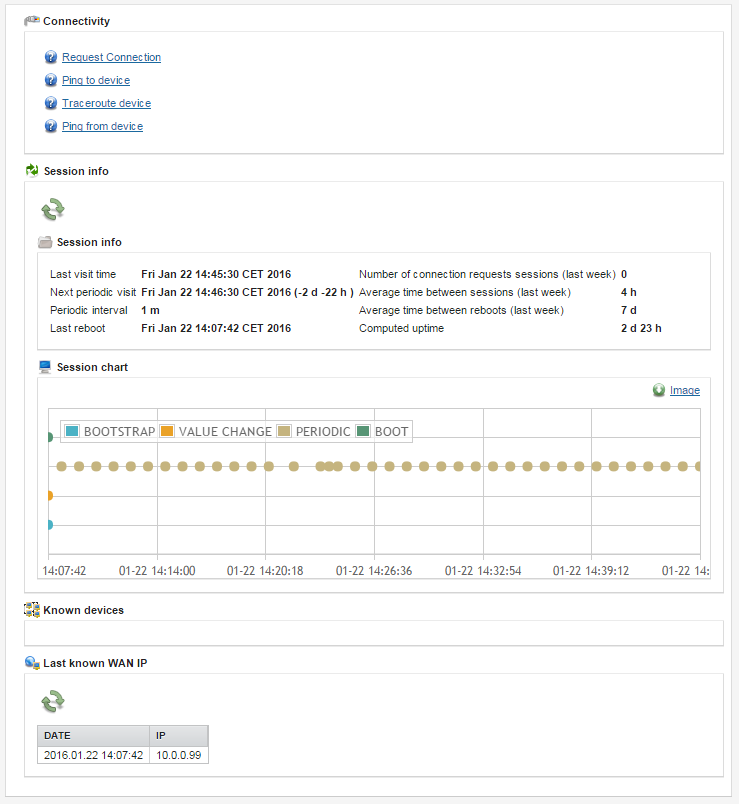 Connectivity
Request Connection
Ping to device
Traceroute device
Ping from device
Session info
Session info
Last visit time Fri Jan 22 14:45:30 CET 2016 Number of connection requests sessions (last week) 0
Next periodic visit Fri Jan 22 14:46:30 CET 2016 (-2 d -22 h ) Average time between sessions (last week) 4 h
Periodic interval 1 m Average time between reboots (last week) 7 d
Last reboot Fri Jan 22 14:07:42 CET 2016 Computed uptime 2 d 23 h
Session chart
Image
BOOTSTRAP VALUE CHANGE PERIODIC BOOT
14:07:42 01-22 14:14:00 01-22 14:20:18 01-22 14:26:36 01-22 14:32:54 01-22 14:39:12 01-22 14:
Known devices
Last known WAN IP
DATE IP
2016.01.22 14:07:42 10.0.0.99